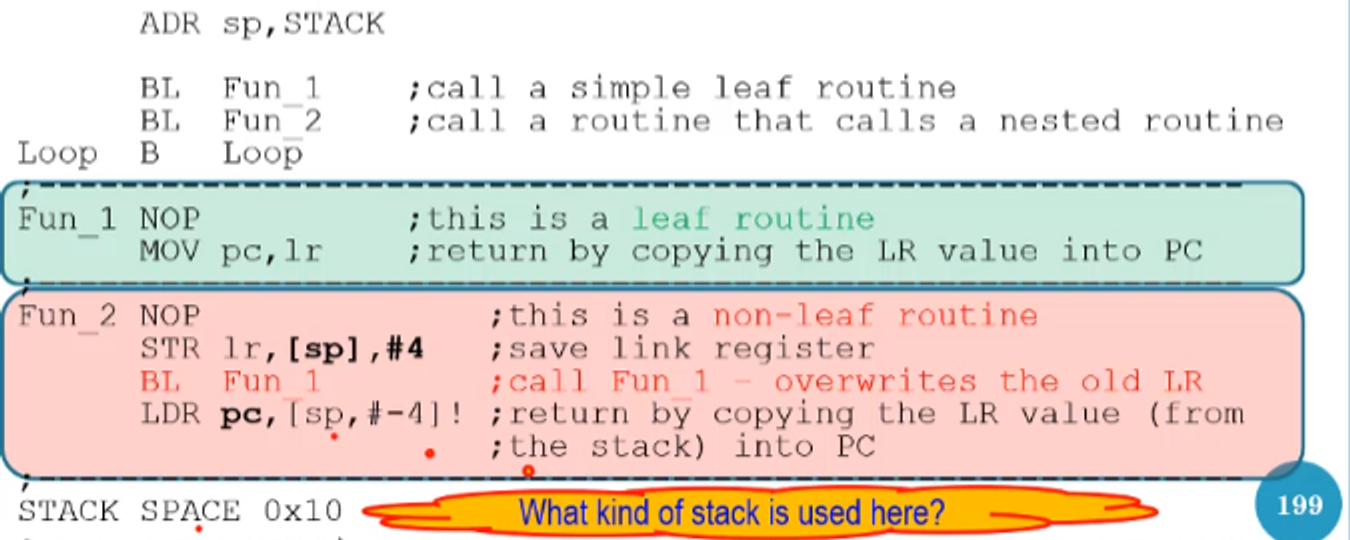 ADR sp,STACK
BL Fun_1 ;call a simple leaf routine
BL Fun_2 ;call a routine that calls a nested routine
Loop B Loop
;------------------------------------------------------------
Fun_1 NOP ;this is a leaf routine
MOV pc,lr ;return by copying the LR value into PC
;------------------------------------------------------------
Fun_2 NOP ;this is a non-leaf routine
STR lr,[sp],#4 ;save link register
BL Fun_1 ;call Fun_1 - overwrites the old LR
LDR pc,[sp,#-4]! ;return by copying the LR value (from
;the stack) into PC
;------------------------------------------------------------
STACK SPACE 0x10
What kind of stack is used here?
199